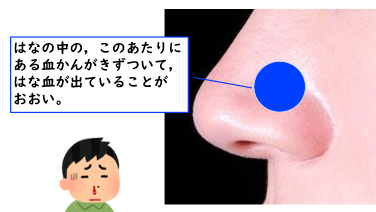 はなの中の，このあたりに
ある血かんがきずついて，
はな血が出ていることが
おおい。